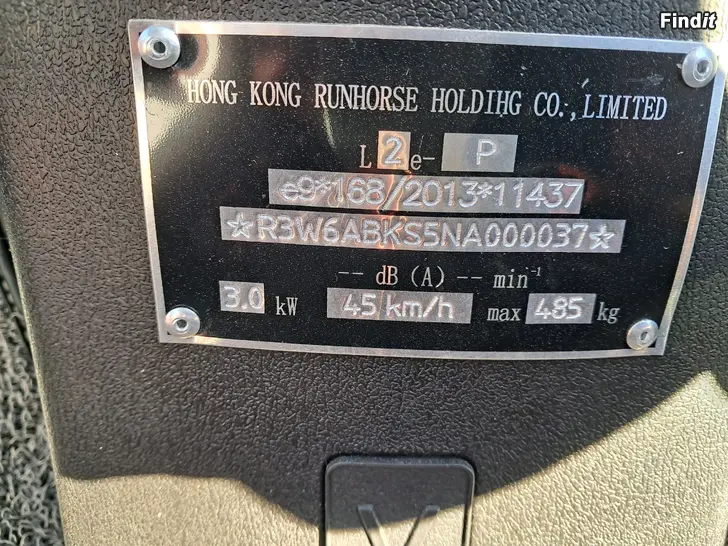 Findit
HONG KONG RUNHORSE HOLDIHG CO.,LIMITED
L 2 e- P
e9*168/2013*11437
☆R3W6ABKS5NA000037☆
-- dB (A) -- min⁻¹
3.0 kW 45 km/h max 485 kg